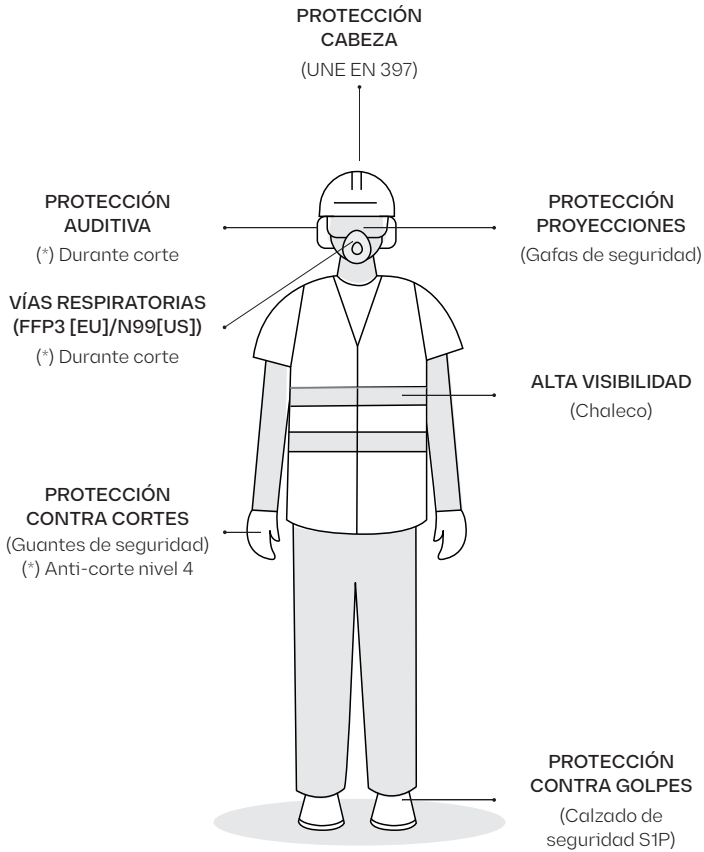 PROTECCIÓN
CABEZA
(UNE EN 397)
PROTECCIÓN
AUDITIVA
(*) Durante corte
PROTECCIÓN
PROYECCIONES
(Gafas de seguridad)
VÍAS RESPIRATORIAS
(FFP3 [EU]/N99[US])
(*) Durante corte
ALTA VISIBILIDAD
(Chaleco)
PROTECCIÓN
CONTRA CORTES
(Guantes de seguridad)
(*) Anti-corte nivel 4
PROTECCIÓN
CONTRA GOLPES
(Calzado de
seguridad S1P)